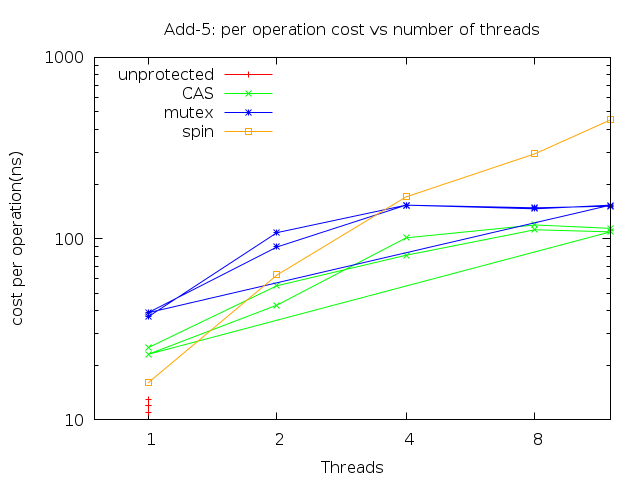 Add-5: per operation cost vs number of threads
1000
unprotected
CAS
mutex
spin
cost per operation(ns)
100
10
1 2 4 8
Threads